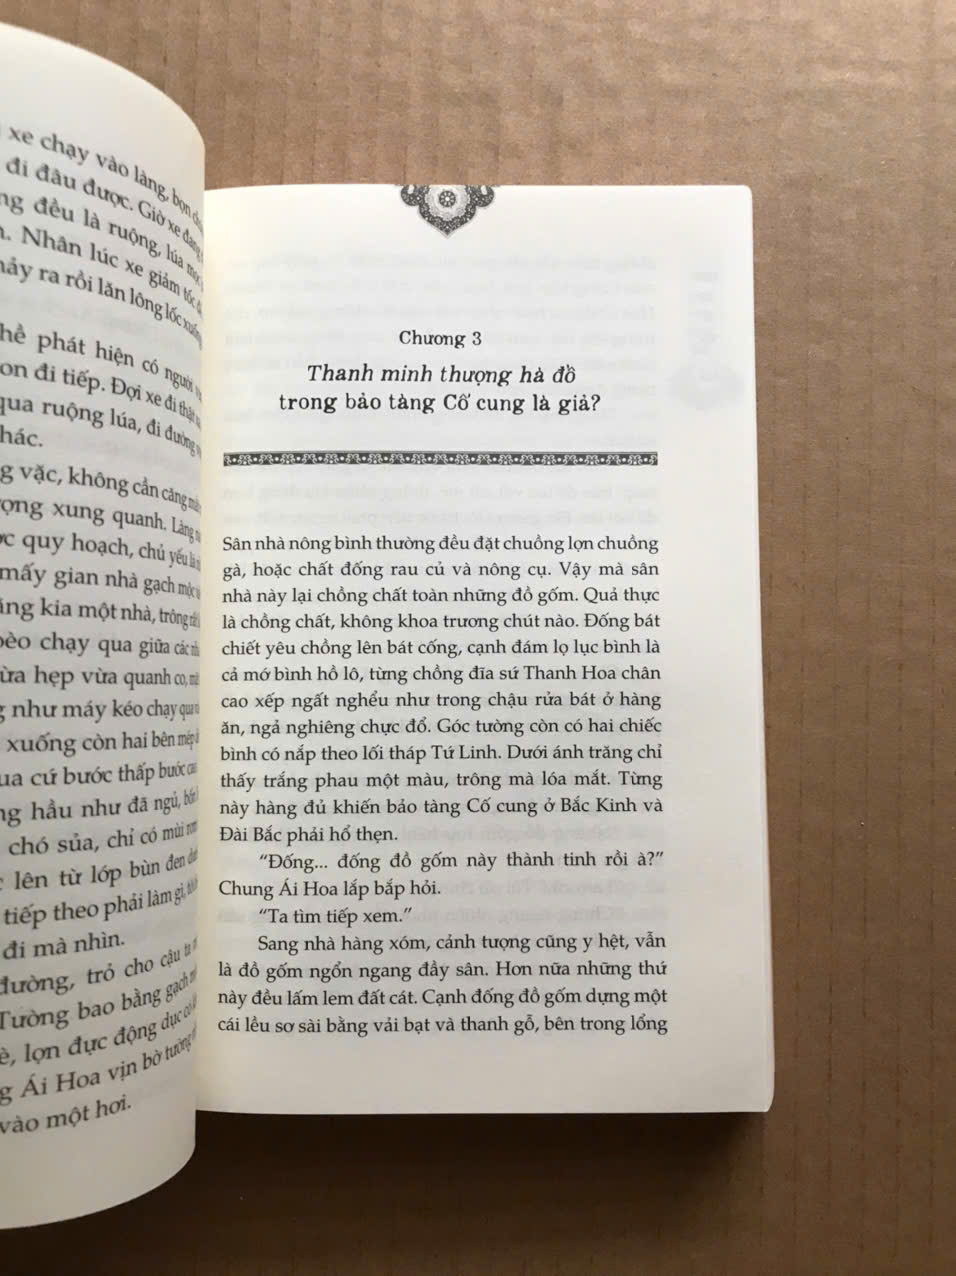 xe chạy vào làng, bọn
đi đâu được. Giờ xe đang
đều là ruộng, lúa
Nhân lúc xe giảm tốc
ra rồi lăn lông lốc xuống
phát hiện có người
đi tiếp. Đợi xe đi thật
qua ruộng lúa, đi đường
vặc, không cần căng
xung quanh. Làng
quy hoạch, chủ yếu là
mấy gian nhà gạch mộc
kia một nhà, trông
chạy qua giữa các
hẹp vừa quanh co,
như máy kéo chạy qua
xuống còn hai bên mép
cứ bước thấp bước cao
hầu như đã ngủ,
chó sủa, chỉ có mùi
lên từ lớp bùn đen
tiếp theo phải làm gì,
đi mà nhìn.
đường, trỏ cho cậu ta
Tường bao bằng gạch
lợn đực động dục
Ái Hoa vịn bờ tường
vào một hơi.
Chương 3
Thanh minh thượng hà đồ
trong bảo tàng Cố cung là giả?
Sân nhà nông bình thường đều đặt chuồng lợn chuồng
gà, hoặc chất đống rau củ và nông cụ. Vậy mà sân
nhà này lại chồng chất toàn những đồ gốm. Quả thực
là chồng chất, không khoa trương chút nào. Đống bát
chiết yêu chồng lên bát cống, cạnh đám lọ lục bình là
cả mớ bình hồ lô, từng chồng đĩa sứ Thanh Hoa chân
cao xếp ngất nghểu như trong chậu rửa bát ở hàng
ăn, ngả nghiêng chực đổ. Góc tường còn có hai chiếc
bình có nắp theo lối tháp Tứ Linh. Dưới ánh trăng chỉ
thấy trắng phau một màu, trông mà lóa mắt. Từng
này hàng đủ khiến bảo tàng Cố cung ở Bắc Kinh và
Đài Bắc phải hổ thẹn.
“Đống... đống đồ gốm này thành tinh rồi à?”
Chung Ái Hoa lắp bắp hỏi.
“Ta tìm tiếp xem.”
Sang nhà hàng xóm, cảnh tượng cũng y hệt, vẫn
là đồ gốm ngổn ngang đầy sân. Hơn nữa những thứ
này đều lấm lem đất cát. Cạnh đống đồ gốm dựng một
cái lều sơ sài bằng vải bạt và thanh gỗ, bên trong lổng